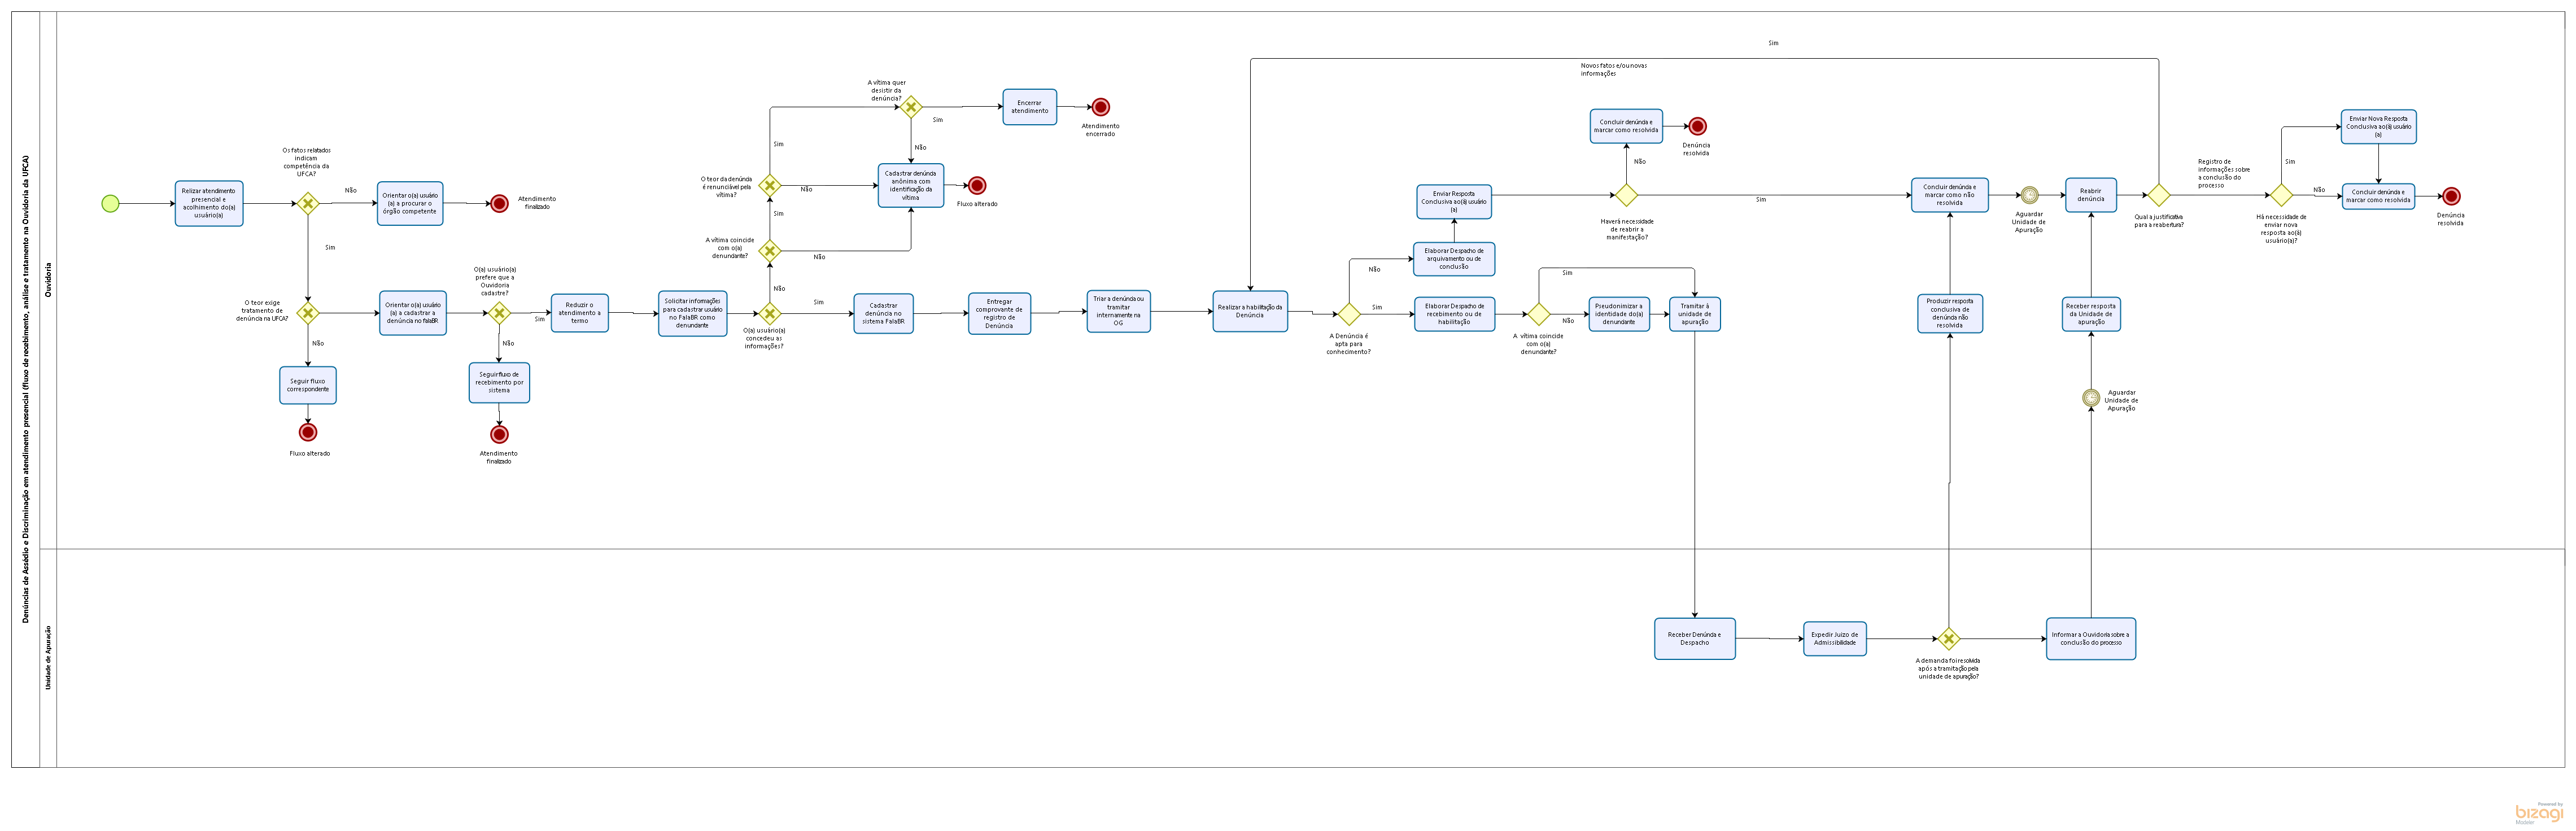 Denúncias de Assédio e Discriminação em atendimento presencial (fluxo de recebimento, análise e tratamento na Ouvidoria da UFCA)
Ouvidoria
Relizar atendimento
presencial e
acolhimento do(a)
usuário(a)
Os fatos relatados
indicam
competência da
UFCA?
Não
Orientar o(a) usuário
(a) a procurar o
órgão competente
Atendimento
finalizado
Sim
O teor exige
tratamento de
denúncia na UFCA?
Não
Seguir fluxo
correspondente
Fluxo alterado
Orientar o(a) usuário
(a) a cadastrar a
denúncia no falaBR
O(a) usuário(a)
prefere que a
Ouvidoria
cadastre?
Sim
Não
Seguir fluxo de
recebimento por
sistema
Atendimento
finalizado
Reduzir o
atendimento a
termo
Solicitar informações
para cadastrar usuário
no FalaBR como
denundante
O(a) usuário(a)
concedeu as
informações?
Não
Sim
A vítima coincide
com o(a)
denundante?
Sim
Não
O teor da denúncia
é renunciável pela
vítima?
Sim
Não
A vítima quer
desistir da
denúncia?
Sim
Não
Encerrar
atendimento
Atendimento
encerrado
Cadastrar denúncia
anônima com
identificação da
vítima
Fluxo alterado
Cadastrar
denúncia no
sistema FalaBR
Entregar
comprovante de
registro de
Denúncia
Triar a denúnda ou
tramitar
internamente na
OG
Realizar a habilitação da
Denúncia
A Denúncia é
apta para
conhecimento?
Não
Sim
Elaborar Despacho de
arquivamento ou de
conclusão
Enviar Resposta
Conclusiva ao(à) usuário
(a)
Elaborar Despacho de
recebimento ou de
habilitação
A vítima coincide
com o(a)
denundante?
Sim
Não
Pseudonimizar a
identidade do(a)
denundante
Tramitar à
unidade de
apuração
Haverá necessidade
de reabrir a
manifestação?
Não
Sim
Concluir denúnda e
marcar como resolvida
Denúncia
resolvida
Sim
Novos fatos e/ou novas
informações
Concluir denúncia e
marcar como não
resolvida
Aguardar
Unidade de
Apuração
Reabrir
denúncia
Qual a justificativa
para a reabertura?
Registro de
informações sobre
a conclusão do
processo
Há necessidade de
enviar nova
resposta ao(à)
usuário(a)?
Sim
Não
Enviar Nova Resposta
Conclusiva ao(à) usuário
(a)
Concluir denúncia e
marcar como resolvida
Denúncia
resolvida
Produzir resposta
conclusiva de
denúncia não
resolvida
Receber resposta
da Unidade de
apuração
Aguardar
Unidade de
Apuração
Unidade de Apuração
Receber Denúnda e
Despacho
Expedir Juízo de
Admissibilidade
A demanda foi resolvida
após a tramitação pela
unidade de apuração?
Informar a Ouvidoria sobre a
conclusão do processo
Powered by
bizagi
Modeler